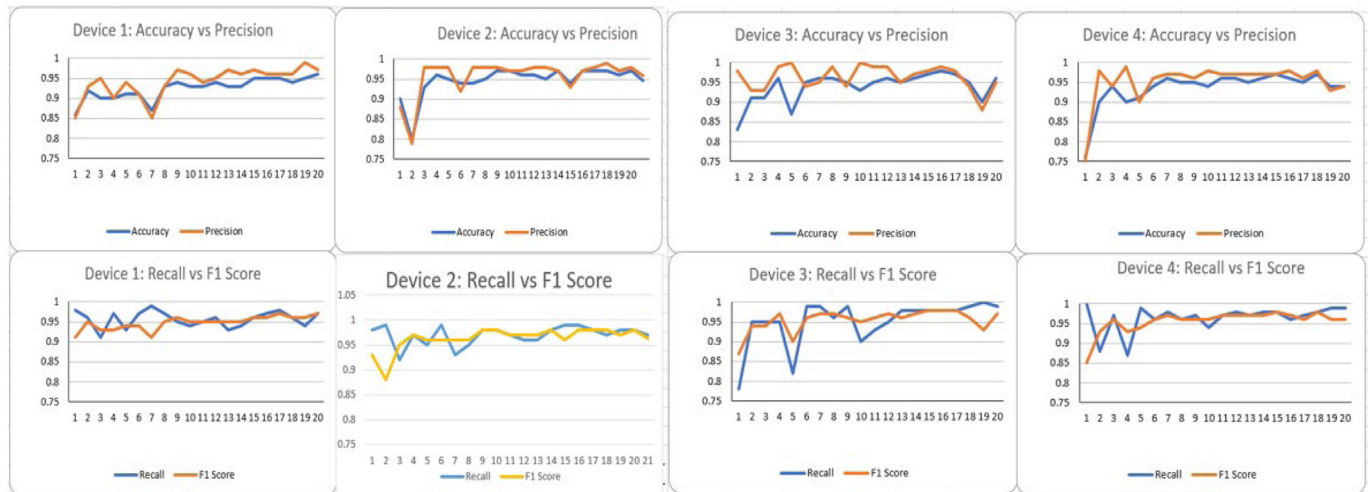 Device 1: Accuracy vs Precision
1
0.95
0.9
0.85
0.8
0.75
1 2 3 4 5 6 7 8 9 10 11 12 13 14 15 16 17 18 19 20
Accuracy Precision
Device 2: Accuracy vs Precision
1
0.95
0.9
0.85
0.8
0.75
1 2 3 4 5 6 7 8 9 10 11 12 13 14 15 16 17 18 19 20
Accuracy Precision
Device 3: Accuracy vs Precision
1
0.95
0.9
0.85
0.8
0.75
1 2 3 4 5 6 7 8 9 10 11 12 13 14 15 16 17 18 19 20
Accuracy Precision
Device 4: Accuracy vs Precision
1
0.95
0.9
0.85
0.8
0.75
1 2 3 4 5 6 7 8 9 10 11 12 13 14 15 16 17 18 19 20
Accuracy Precision
Device 1: Recall vs F1 Score
1
0.95
0.9
0.85
0.8
0.75
1 2 3 4 5 6 7 8 9 10 11 12 13 14 15 16 17 18 19 20
Recall F1 Score
Device 2: Recall vs F1 Score
1.05
1
0.95
0.9
0.85
0.8
0.75
1 2 3 4 5 6 7 8 9 10 11 12 13 14 15 16 17 18 19 20 21
Recall F1 Score
Device 3: Recall vs F1 Score
1
0.95
0.9
0.85
0.8
0.75
1 2 3 4 5 6 7 8 9 10 11 12 13 14 15 16 17 18 19 20
Recall F1 Score
Device 4: Recall vs F1 Score
1
0.95
0.9
0.85
0.8
0.75
1 2 3 4 5 6 7 8 9 10 11 12 13 14 15 16 17 18 19 20
Recall F1 Score